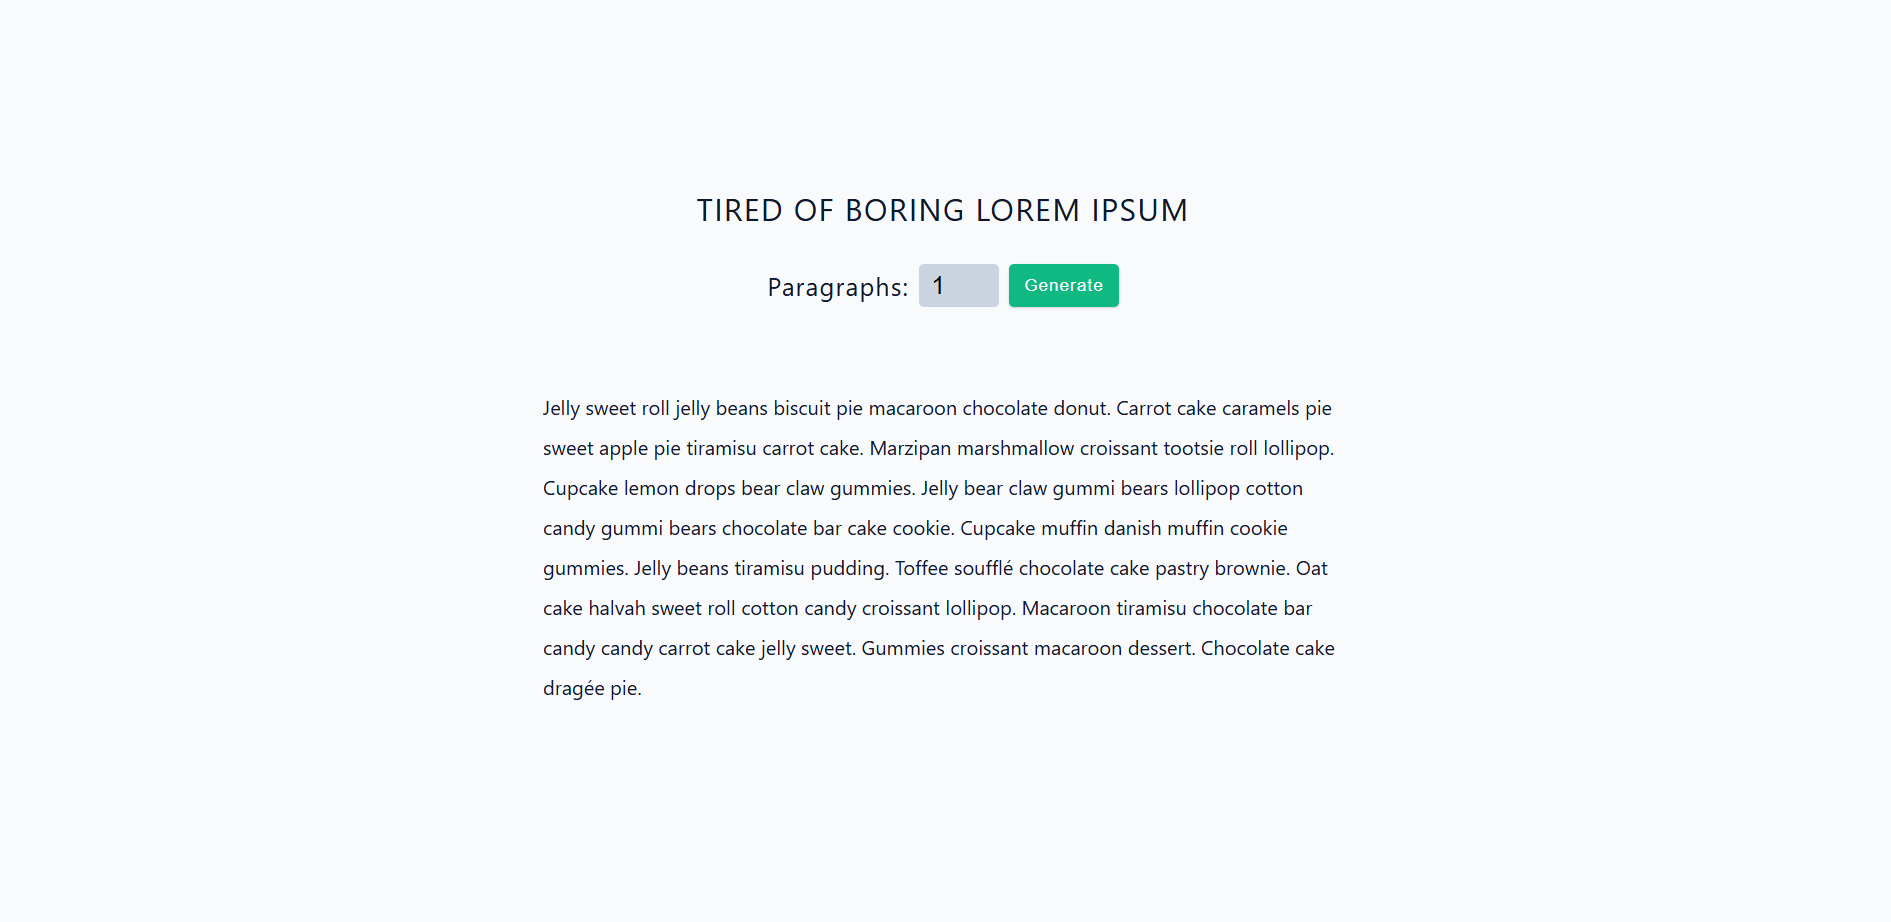 TIRED OF BORING LOREM IPSUM
Paragraphs: 1 Generate
Jelly sweet roll jelly beans biscuit pie macaroon chocolate donut. Carrot cake caramels pie
sweet apple pie tiramisu carrot cake. Marzipan marshmallow croissant tootsie roll lollipop.
Cupcake lemon drops bear claw gummies. Jelly bear claw gummi bears lollipop cotton
candy gummi bears chocolate bar cake cookie. Cupcake muffin danish muffin cookie
gummies. Jelly beans tiramisu pudding. Toffee soufflé chocolate cake pastry brownie. Oat
cake halvah sweet roll cotton candy croissant lollipop. Macaroon tiramisu chocolate bar
candy candy carrot cake jelly sweet. Gummies croissant macaroon dessert. Chocolate cake
dragée pie.